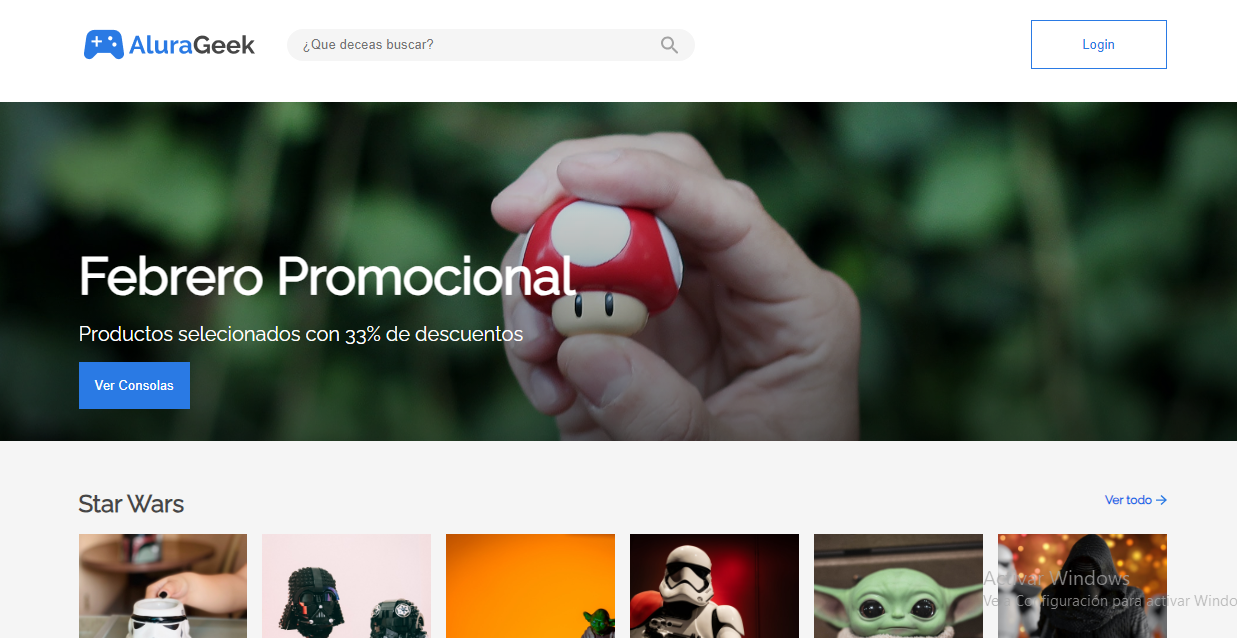 AluraGeek
¿Que deceas buscar?
Login
Febrero Promocional
Productos selecionados con 33% de descuentos
Ver Consolas
Star Wars
Ver todo →
Activar Windows
Ve a Configuración para activar Windo